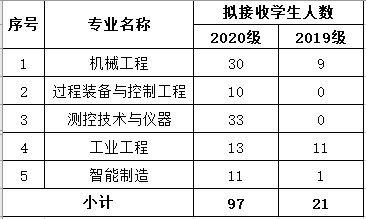 序号 专业名称 拟接收学生人数
2020级 2019级
1 机械工程 30 9
2 过程装备与控制工程 10 0
3 测控技术与仪器 33 0
4 工业工程 13 11
5 智能制造 11 1
小计 97 21